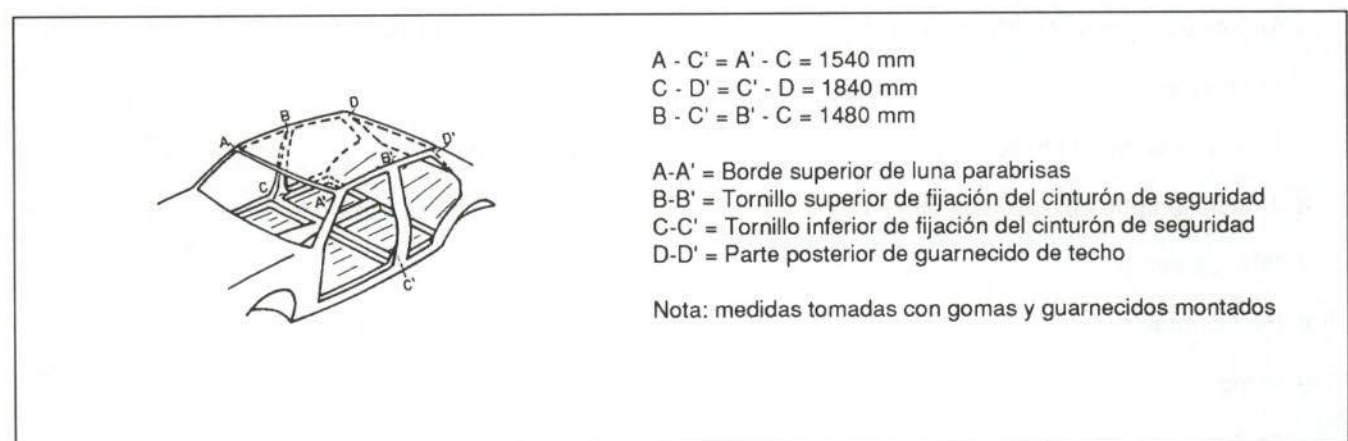 A - C' = A' - C = 1540 mm
C - D' = C' - D = 1840 mm
B - C' = B' - C = 1480 mm
A-A' = Borde superior de luna parabrisas
B-B' = Tornillo superior de fijación del cinturón de seguridad
C-C' = Tornillo inferior de fijación del cinturón de seguridad
D-D' = Parte posterior de guarnecido de techo
Nota: medidas tomadas con gomas y guarnecidos montados
D
B
A
D'
B'
C
A'
C'